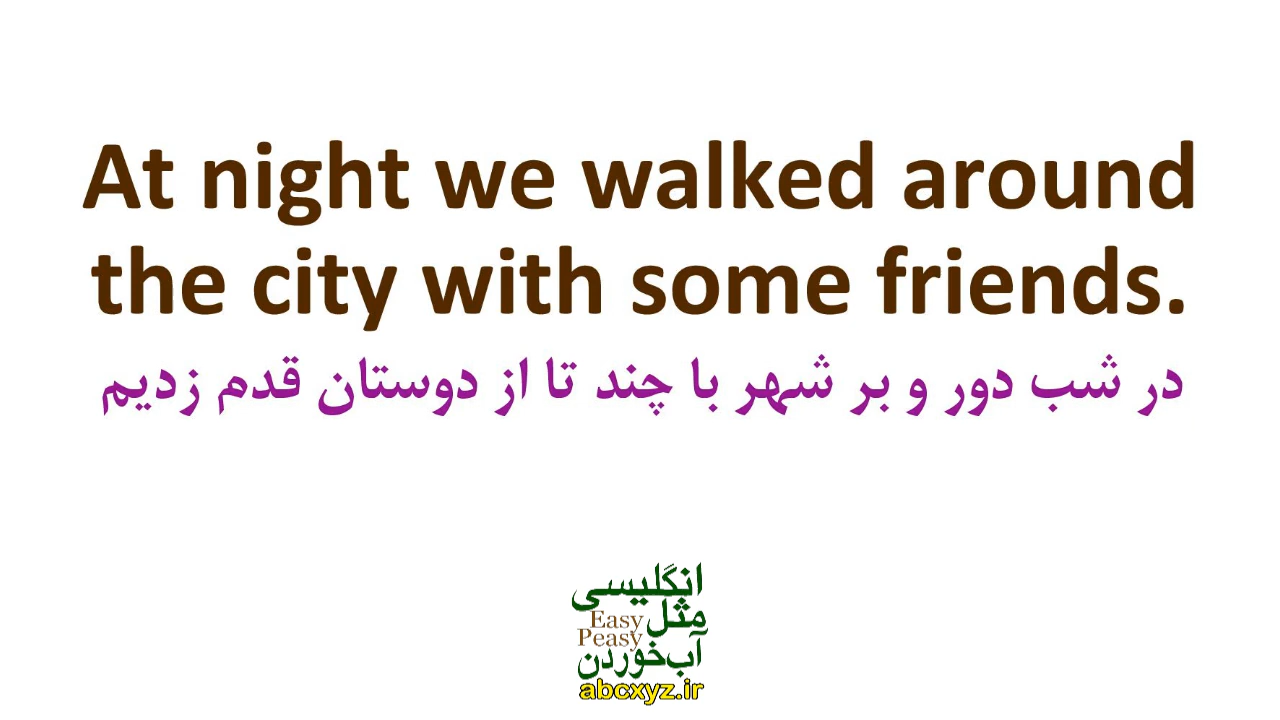 At night we walked around
the city with some friends.
در شب دور و بر شهر با چند تا از دوستان قدم زدیم
انگلیسی
مثل
Easy
Peasy
آب‌خوردن
abcxyz.ir